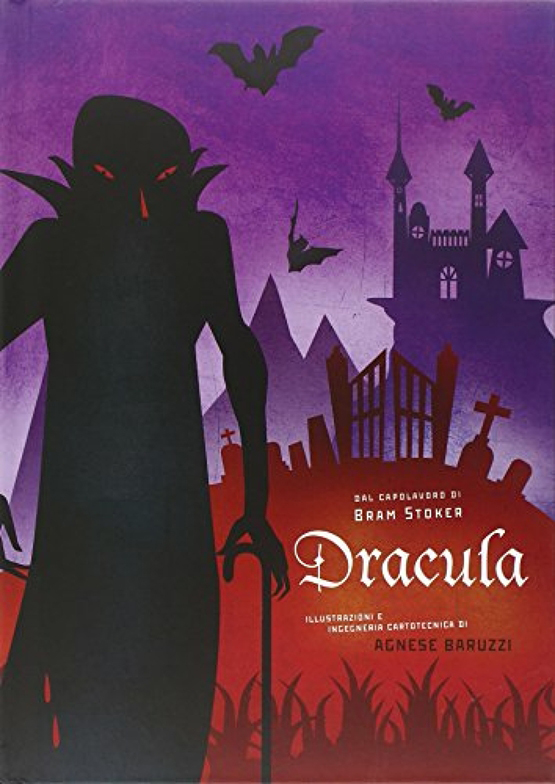 DAL CAPOLAVORO DI
BRAM STOKER
Dracula
ILLUSTRAZIONI E
INGEGNERIA CARTOTECNICA DI
AGNESE BARUZZI